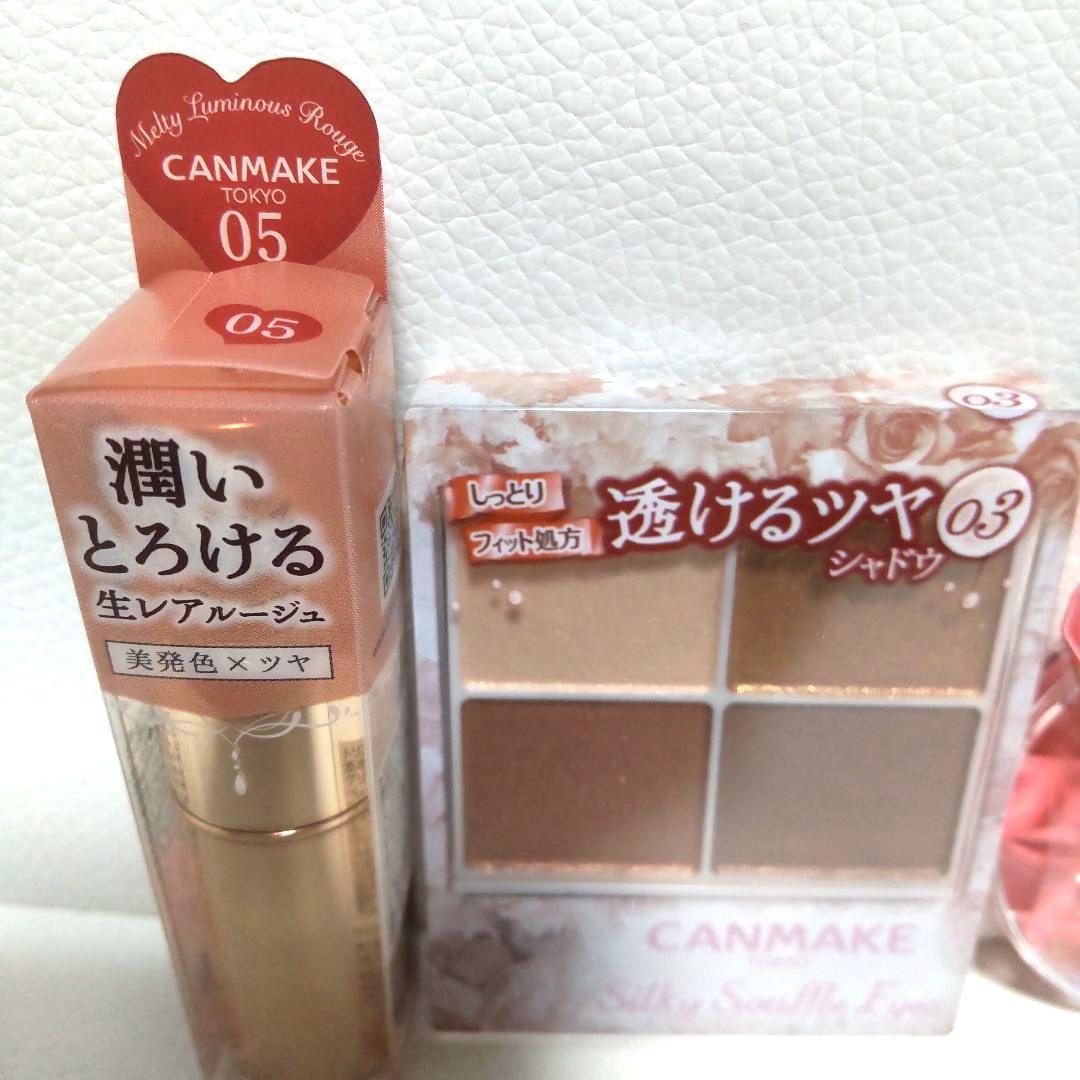 Melty Luminous Rouge
CANMAKE
TOKYO
05
05
潤い
とろける
生レアルージュ
美発色×ツヤ
03
しっとり
フィット処方
透けるツヤ
シャドウ
03
CANMAKE
TOKYO
Silky Souffle Eyes